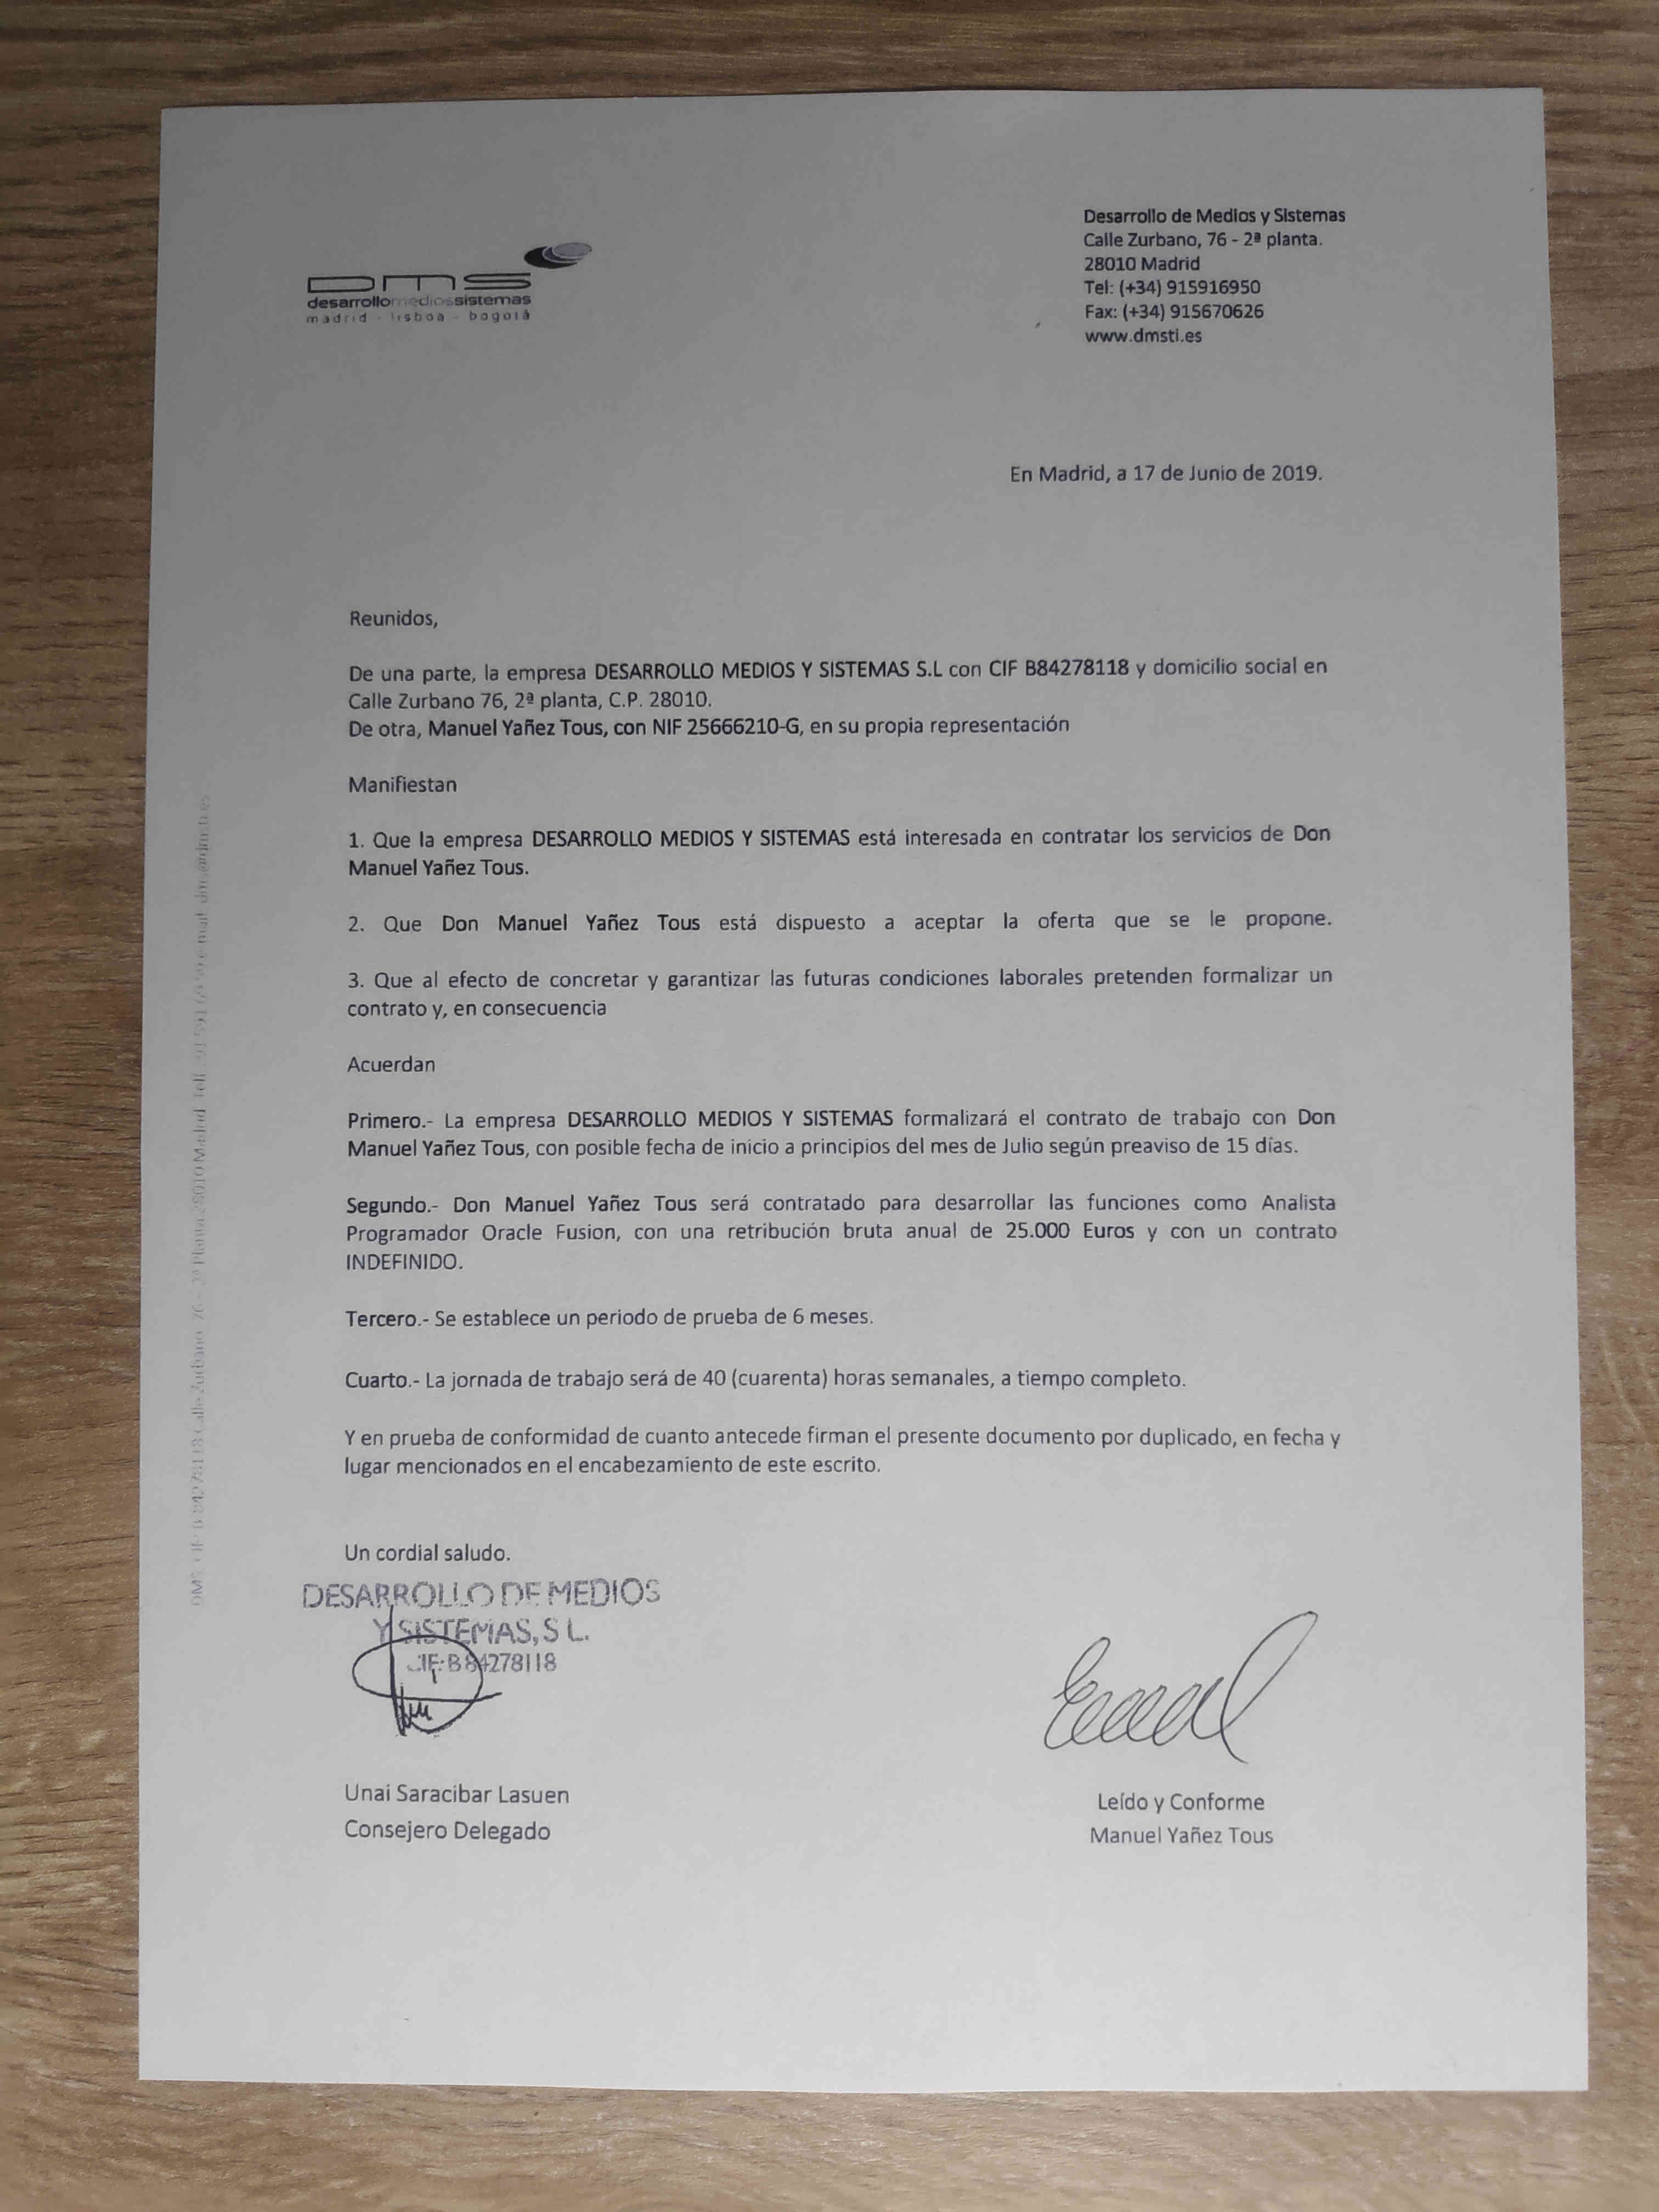 dms
desarrollomediossistemas
madrid - lisboa - bogotá
Desarrollo de Medios y Sistemas
Calle Zurbano, 76 - 2ª planta.
28010 Madrid
Tel: (+34) 915916950
Fax: (+34) 915670626
www.dmsti.es
En Madrid, a 17 de Junio de 2019.
Reunidos,
De una parte, la empresa DESARROLLO MEDIOS Y SISTEMAS S.L con CIF B84278118 y domicilio social en
Calle Zurbano 76, 2ª planta, C.P. 28010.
De otra, Manuel Yañez Tous, con NIF 25666210-G, en su propia representación
Manifiestan
1. Que la empresa DESARROLLO MEDIOS Y SISTEMAS está interesada en contratar los servicios de Don
Manuel Yañez Tous.
2. Que Don Manuel Yañez Tous está dispuesto a aceptar la oferta que se le propone.
3. Que al efecto de concretar y garantizar las futuras condiciones laborales pretenden formalizar un
contrato y, en consecuencia
Acuerdan
Primero.- La empresa DESARROLLO MEDIOS Y SISTEMAS formalizará el contrato de trabajo con Don
Manuel Yañez Tous, con posible fecha de inicio a principios del mes de Julio según preaviso de 15 días.
Segundo.- Don Manuel Yañez Tous será contratado para desarrollar las funciones como Analista
Programador Oracle Fusion, con una retribución bruta anual de 25.000 Euros y con un contrato
INDEFINIDO.
Tercero.- Se establece un periodo de prueba de 6 meses.
Cuarto.- La jornada de trabajo será de 40 (cuarenta) horas semanales, a tiempo completo.
Y en prueba de conformidad de cuanto antecede firman el presente documento por duplicado, en fecha y
lugar mencionados en el encabezamiento de este escrito.
Un cordial saludo.
DESARROLLO DE MEDIOS
Y SISTEMAS, S L.
CIF: B 84278118
Unai Saracibar Lasuen
Consejero Delegado
Leído y Conforme
Manuel Yañez Tous
DMS CIF B 84278118 Calle Zurbano 76 - 2ª Planta 28010 Madrid